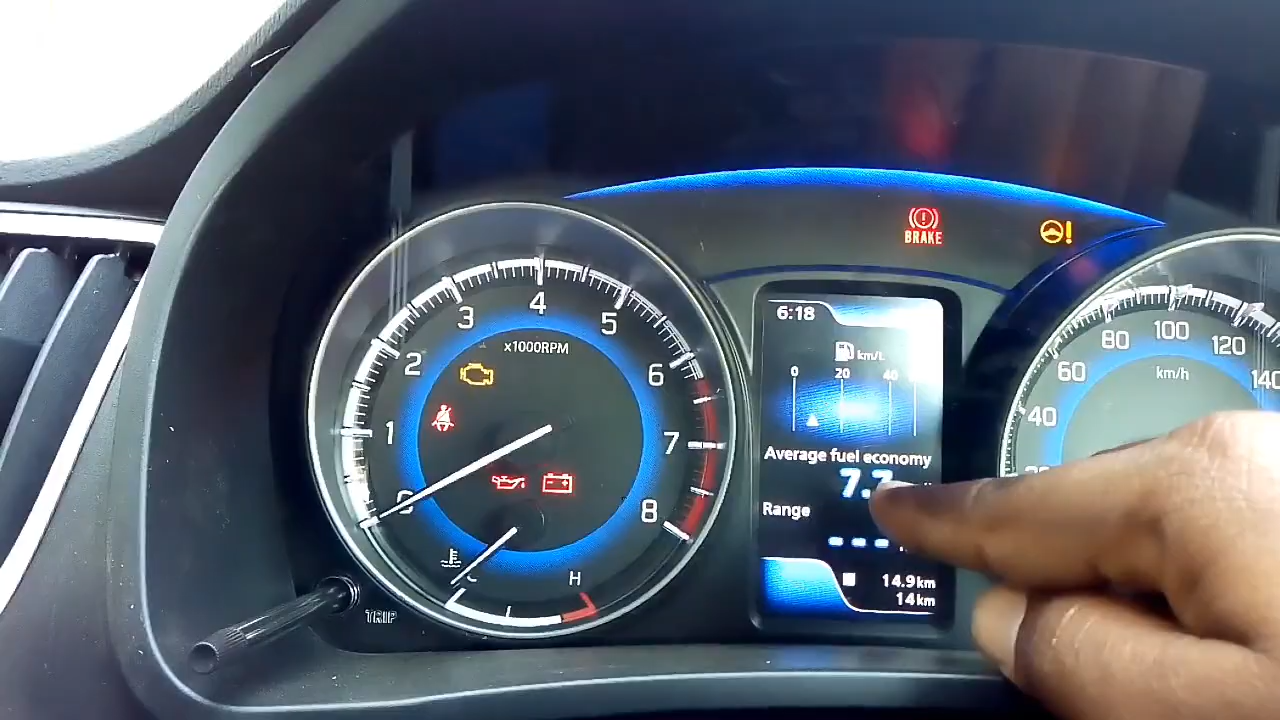 BRAKE
6:18
km/L
0 20 40
Average fuel economy
7.7
Range
14.9km
14km
0 1 2 3 4 5 6 7 8
x1000RPM
H
TRIP
40 60 80 100 120 140
km/h